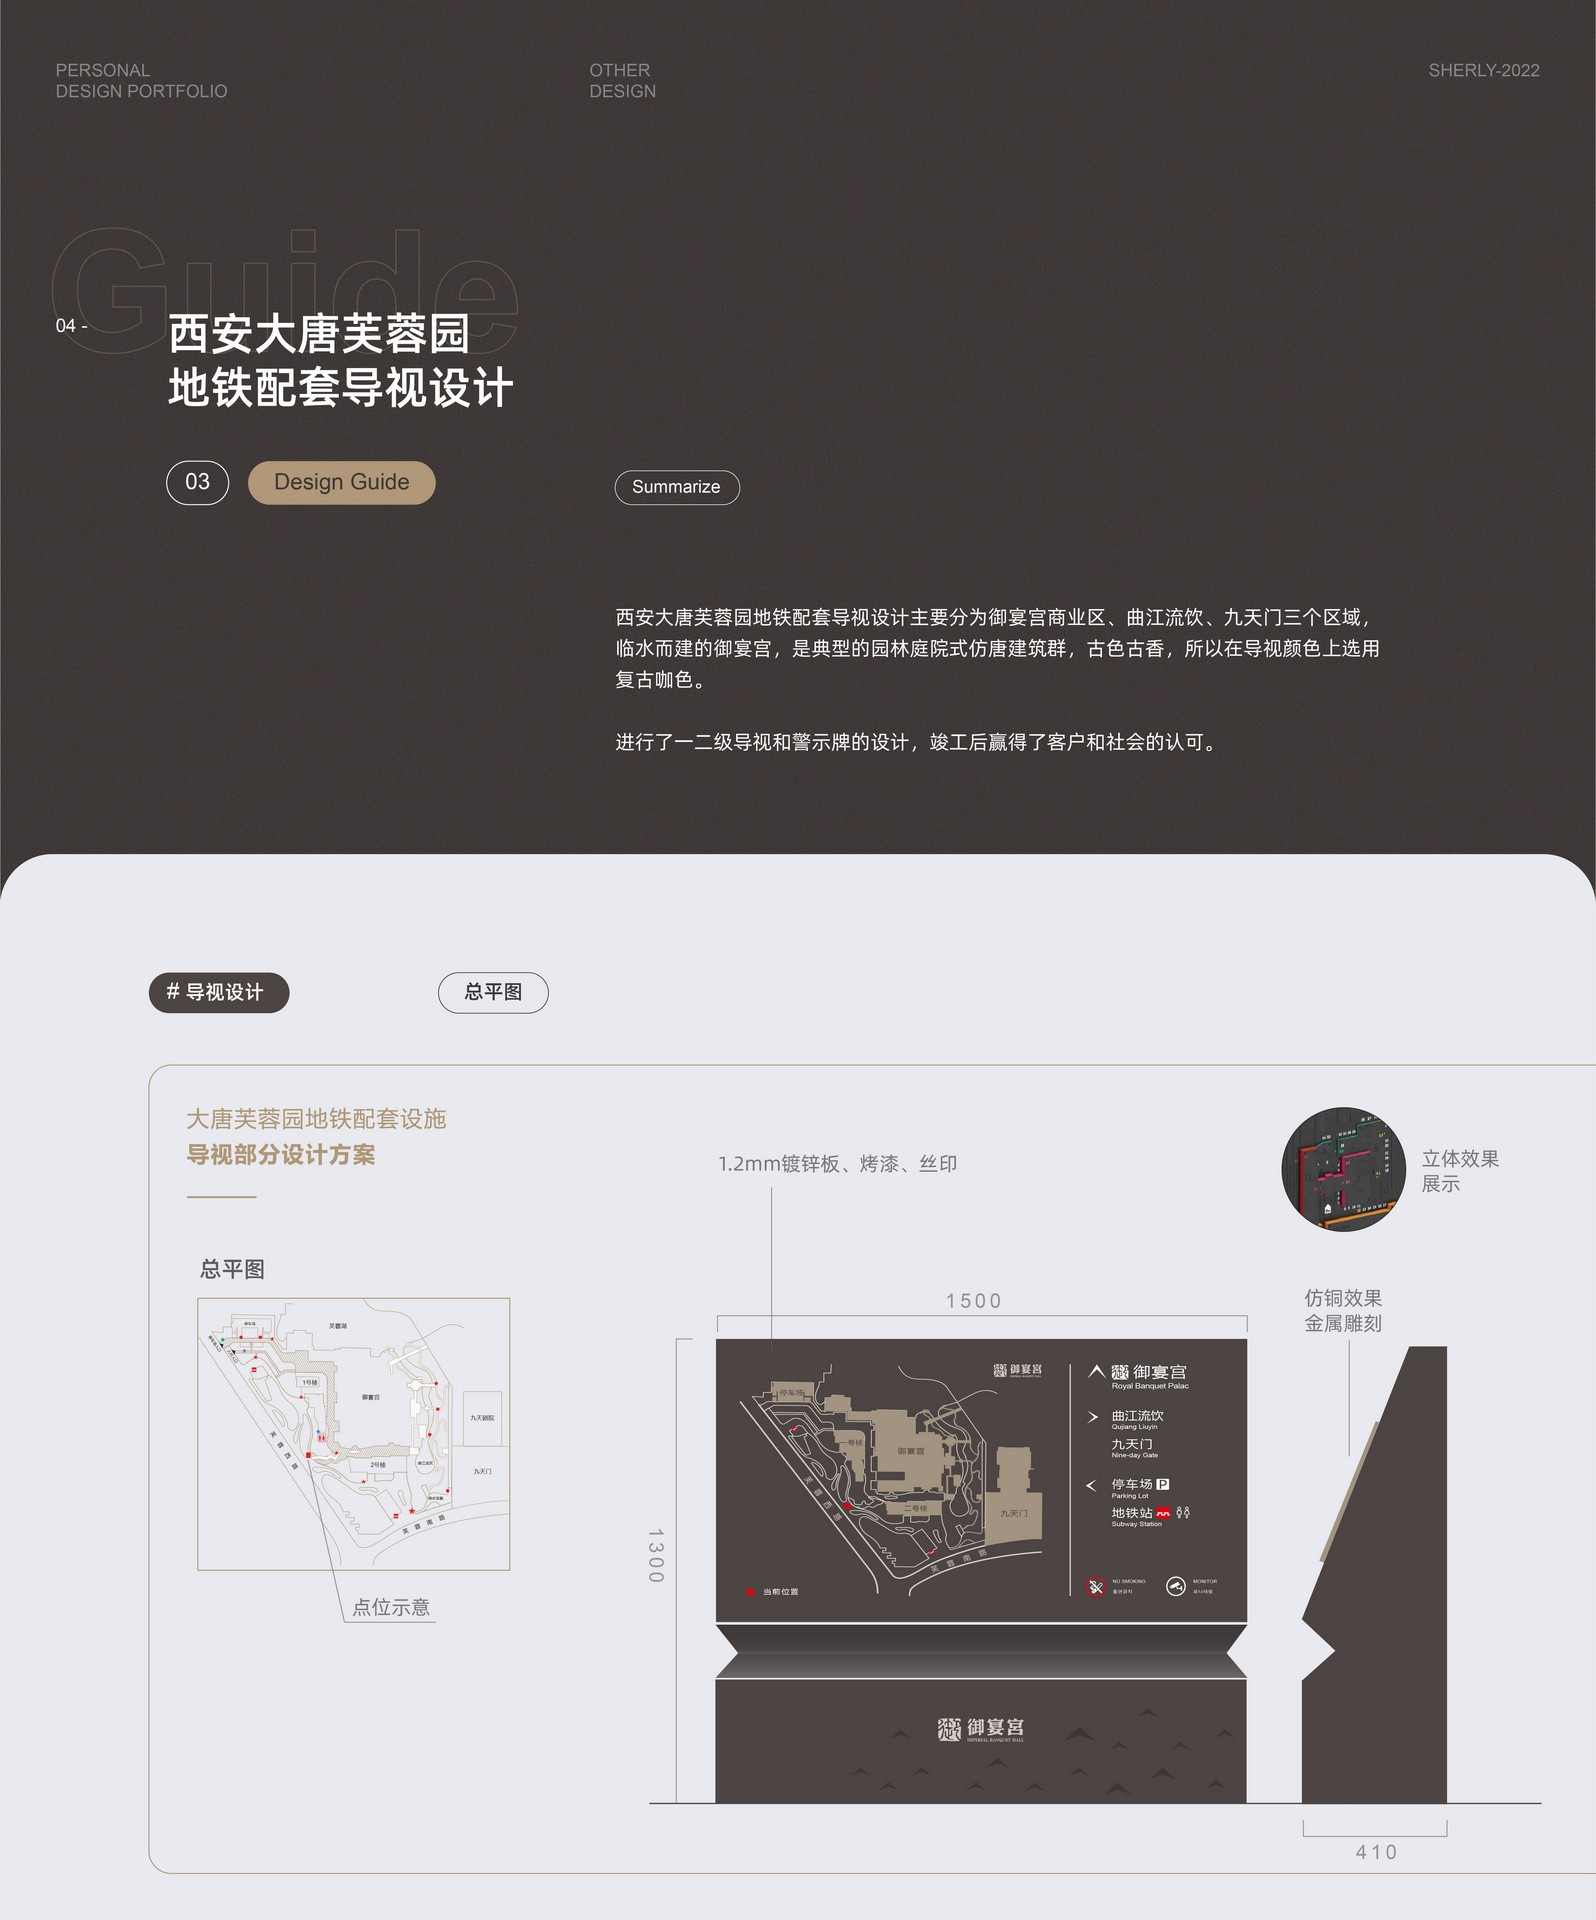 PERSONAL
DESIGN PORTFOLIO
OTHER
DESIGN
SHERLY-2022
Guide
04 -
西安大唐芙蓉园
地铁配套导视设计
03
Design Guide
Summarize
西安大唐芙蓉园地铁配套导视设计主要分为御宴宫商业区、曲江流饮、九天门三个区域，
临水而建的御宴宫，是典型的园林庭院式仿唐建筑群，古色古香，所以在导视颜色上选用
复古咖色。
进行了一二级导视和警示牌的设计，竣工后赢得了客户和社会的认可。
# 导视设计
总平图
大唐芙蓉园地铁配套设施
导视部分设计方案
1.2mm镀锌板、烤漆、丝印
立体效果
展示
总平图
仿铜效果
金属雕刻
1500
芙蓉湖
停车场
1号楼
御宴宫
九天剧院
2号楼
九天门
芙蓉西路
芙蓉南路
点位示意
1300
御宴宫
IMPERIAL BANQUET HALL
停车场
一号楼
御宴宫
二号楼
九天门
芙蓉西路
芙蓉南路
当前位置
御宴宫
Royal Banquet Palac
曲江流饮
Qujiang Liuyin
九天门
Nine-day Gate
停车场 P
Parking Lot
地铁站
Subway Station
NO SMOKING
MONITOR
御宴宫
IMPERIAL BANQUET HALL
410